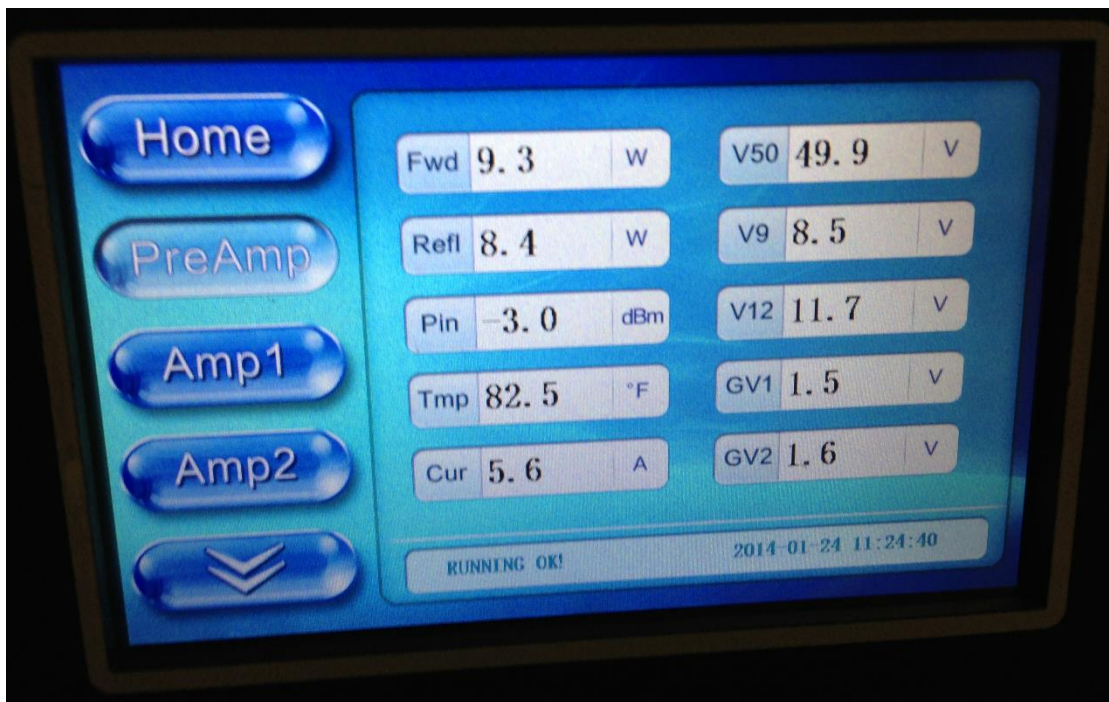 Home
PreAmp
Amp1
Amp2
Fwd 9.3 W
Refl 8.4 W
Pin -3.0 dBm
Tmp 82.5 °F
Cur 5.6 A
V50 49.9 V
V9 8.5 V
V12 11.7 V
GV1 1.5 V
GV2 1.6 V
RUNNING OK!
2014-01-24 11:24:40